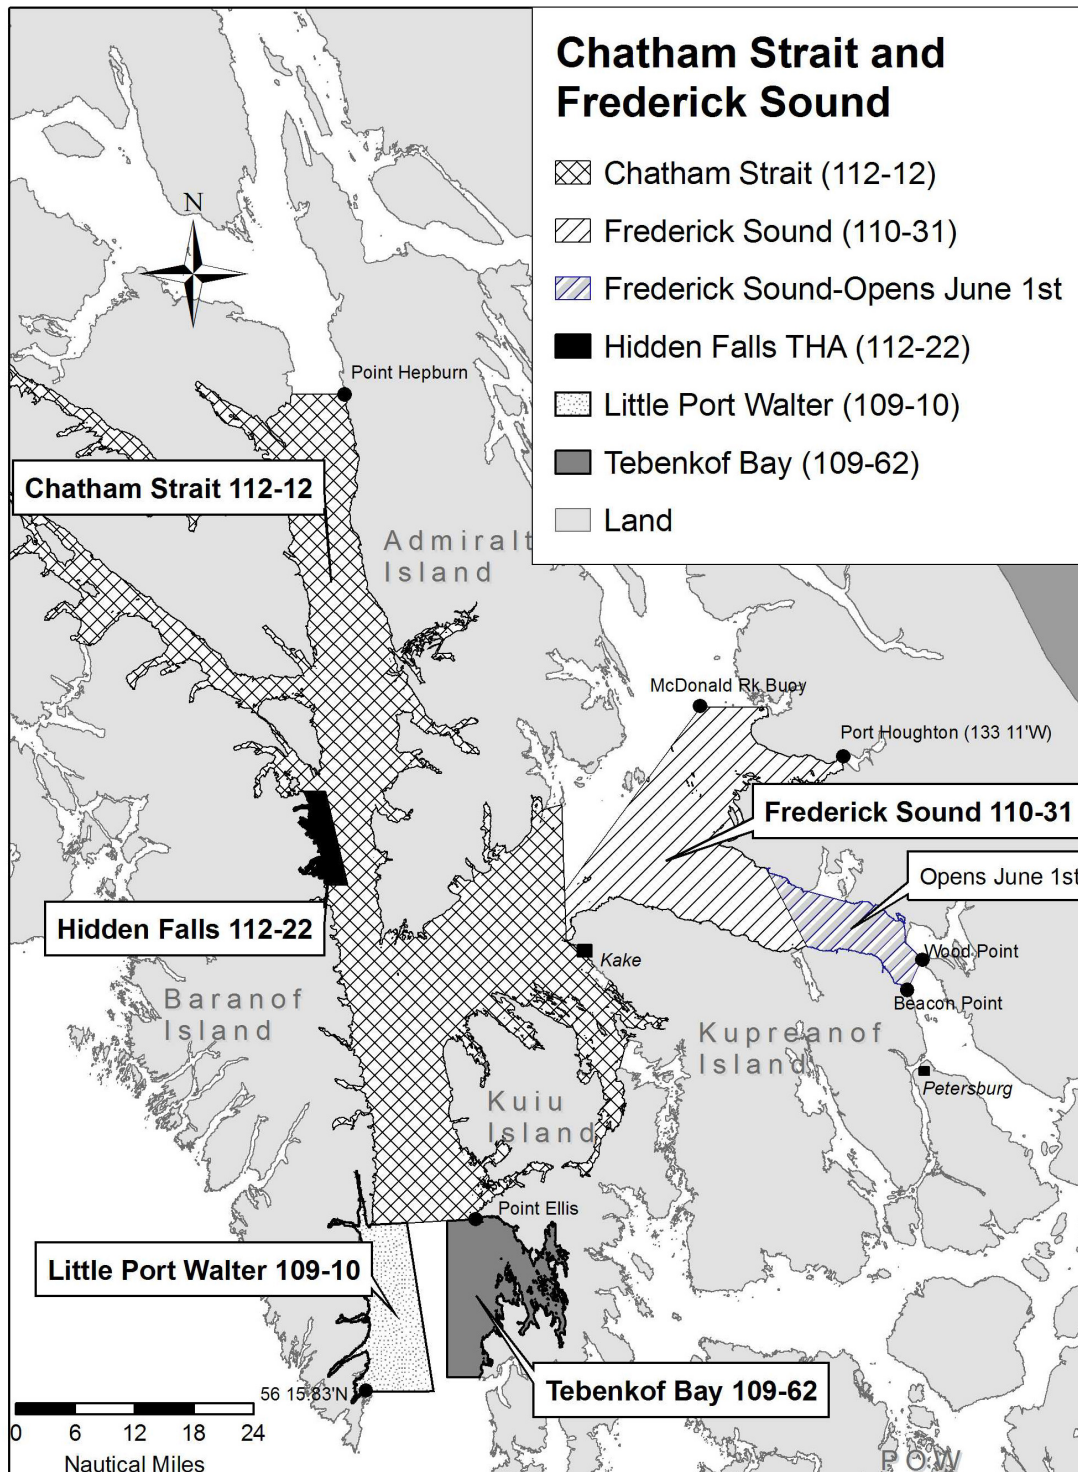 Chatham Strait and
Frederick Sound
Chatham Strait (112-12)
Frederick Sound (110-31)
Frederick Sound-Opens June 1st
Hidden Falls THA (112-22)
Little Port Walter (109-10)
Tebenkof Bay (109-62)
Land
N
Point Hepburn
Chatham Strait 112-12
Admiralt
Island
McDonald Rk Buoy
Port Houghton (133 11'W)
Frederick Sound 110-31
Opens June 1st
Hidden Falls 112-22
Kake
Wood Point
Beacon Point
Baranof
Island
Kupreanof
Island
Petersburg
Kuiu
Island
Point Ellis
Little Port Walter 109-10
Tebenkof Bay 109-62
56 15.83'N
0 6 12 18 24
Nautical Miles
POW